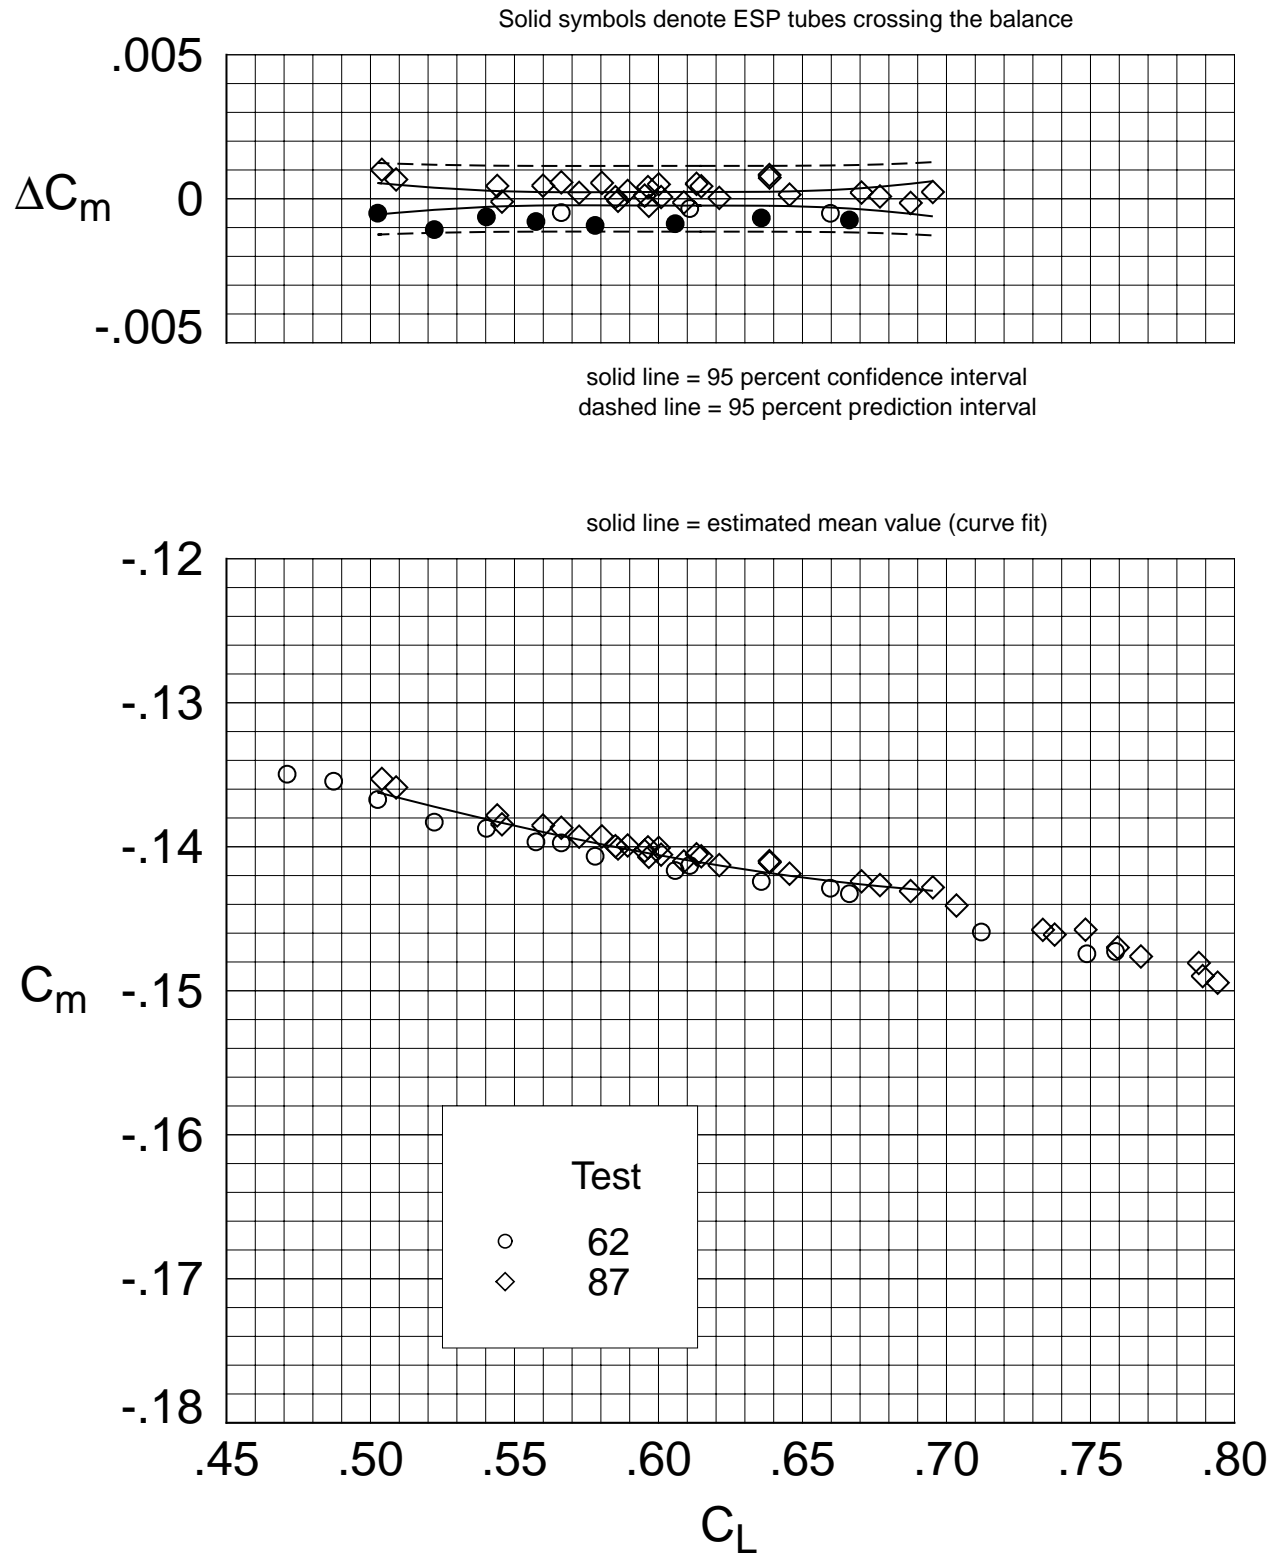 Solid symbols denote ESP tubes crossing the balance
.005
ΔCm
0
-.005
solid line = 95 percent confidence interval
dashed line = 95 percent prediction interval
solid line = estimated mean value (curve fit)
-.12
-.13
-.14
Cm
-.15
-.16
-.17
-.18
Test
62
87
.45 .50 .55 .60 .65 .70 .75 .80
CL